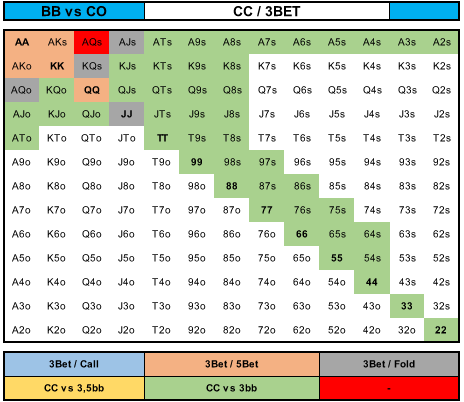 BB vs CO CC / 3BET
AA AKs AQs AJs ATs A9s A8s A7s A6s A5s A4s A3s A2s
AKo KK KQs KJs KTs K9s K8s K7s K6s K5s K4s K3s K2s
AQo KQo QQ QJs QTs Q9s Q8s Q7s Q6s Q5s Q4s Q3s Q2s
AJo KJo QJo JJ JTs J9s J8s J7s J6s J5s J4s J3s J2s
ATo KTo QTo JTo TT T9s T8s T7s T6s T5s T4s T3s T2s
A9o K9o Q9o J9o T9o 99 98s 97s 96s 95s 94s 93s 92s
A8o K8o Q8o J8o T8o 98o 88 87s 86s 85s 84s 83s 82s
A7o K7o Q7o J7o T7o 97o 87o 77 76s 75s 74s 73s 72s
A6o K6o Q6o J6o T6o 96o 86o 76o 66 65s 64s 63s 62s
A5o K5o Q5o J5o T5o 95o 85o 75o 65o 55 54s 53s 52s
A4o K4o Q4o J4o T4o 94o 84o 74o 64o 54o 44 43s 42s
A3o K3o Q3o J3o T3o 93o 83o 73o 63o 53o 43o 33 32s
A2o K2o Q2o J2o T2o 92o 82o 72o 62o 52o 42o 32o 22
3Bet / Call 3Bet / 5Bet 3Bet / Fold
CC vs 3,5bb CC vs 3bb -